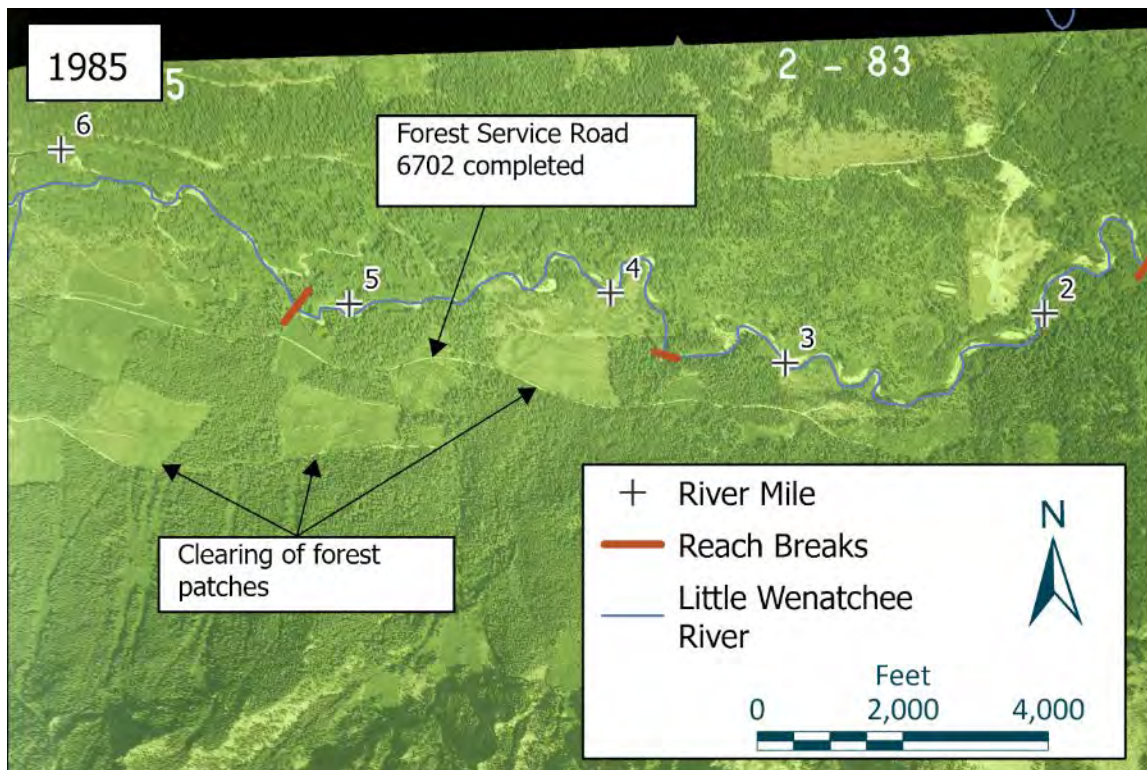 1985
5
2 - 83
6
Forest Service Road
6702 completed
5
4
3
2
Clearing of forest
patches
River Mile
Reach Breaks
Little Wenatchee
River
N
Feet
0 2,000 4,000